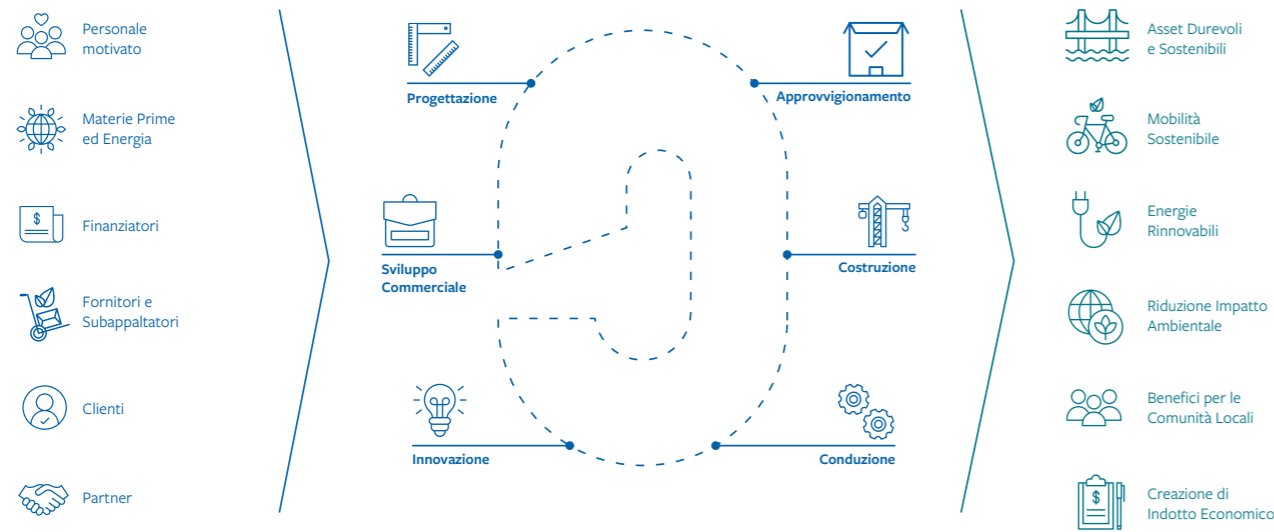 Personale
motivato
Materie Prime
ed Energia
$
Finanziatori
Fornitori e
Subappaltatori
Clienti
Partner
Progettazione
Approvvigionamento
Sviluppo
Commerciale
Costruzione
Innovazione
Conduzione
Asset Durevoli
e Sostenibili
Mobilità
Sostenibile
Energie
Rinnovabili
Riduzione Impatto
Ambientale
Benefici per le
Comunità Locali
$
Creazione di
Indotto Economico